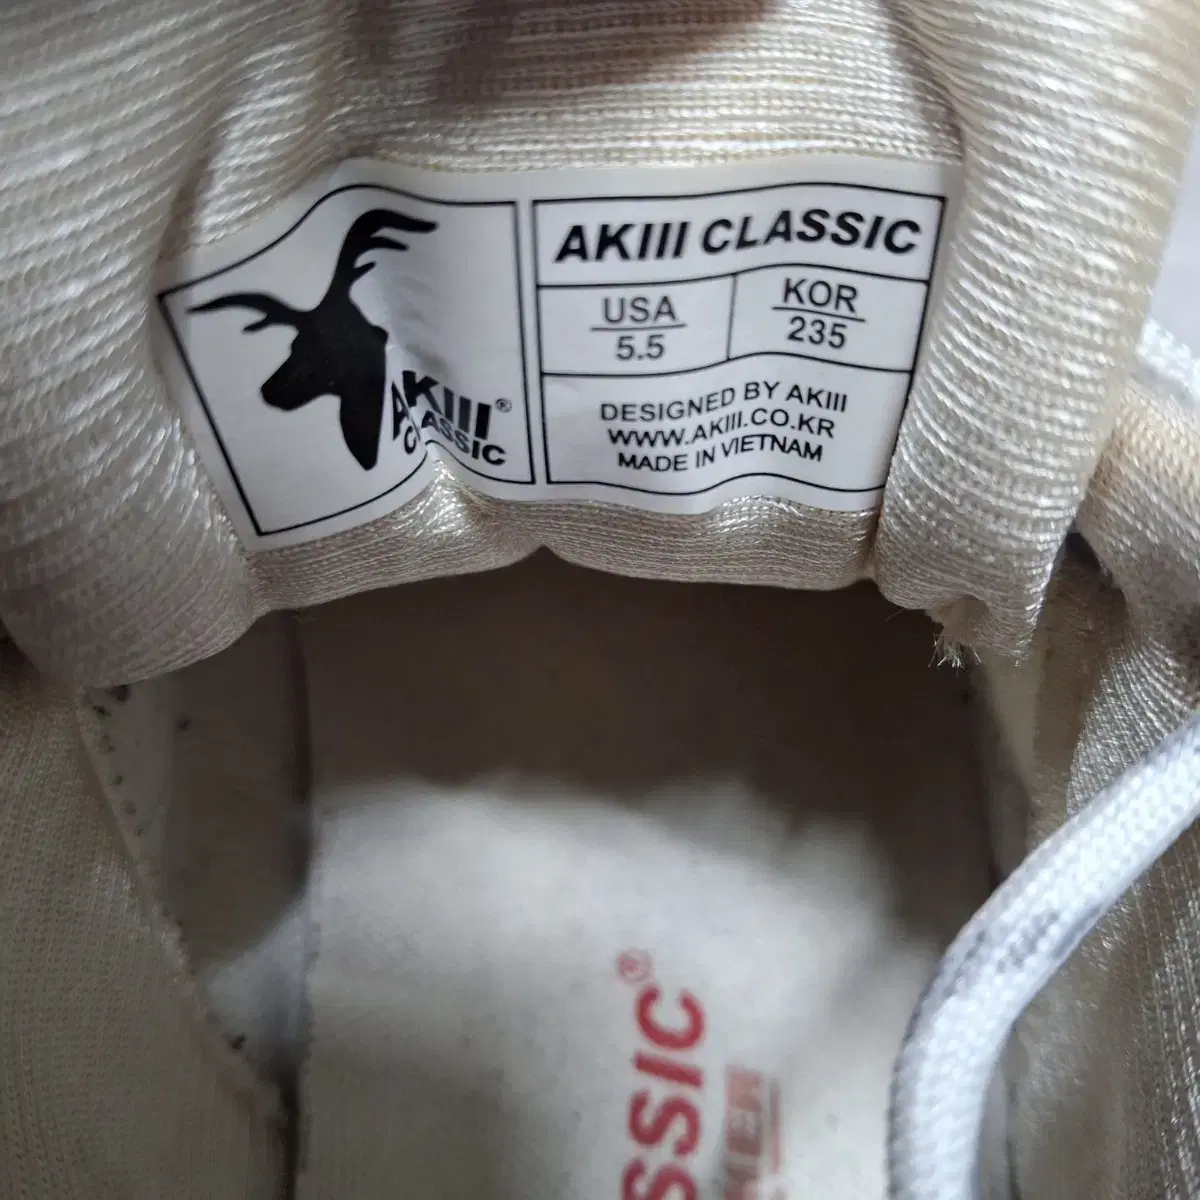 AKIII®
CLASSIC
AKIII CLASSIC
USA
5.5
KOR
235
DESIGNED BY AKIII
WWW.AKIII.CO.KR
MADE IN VIETNAM
®